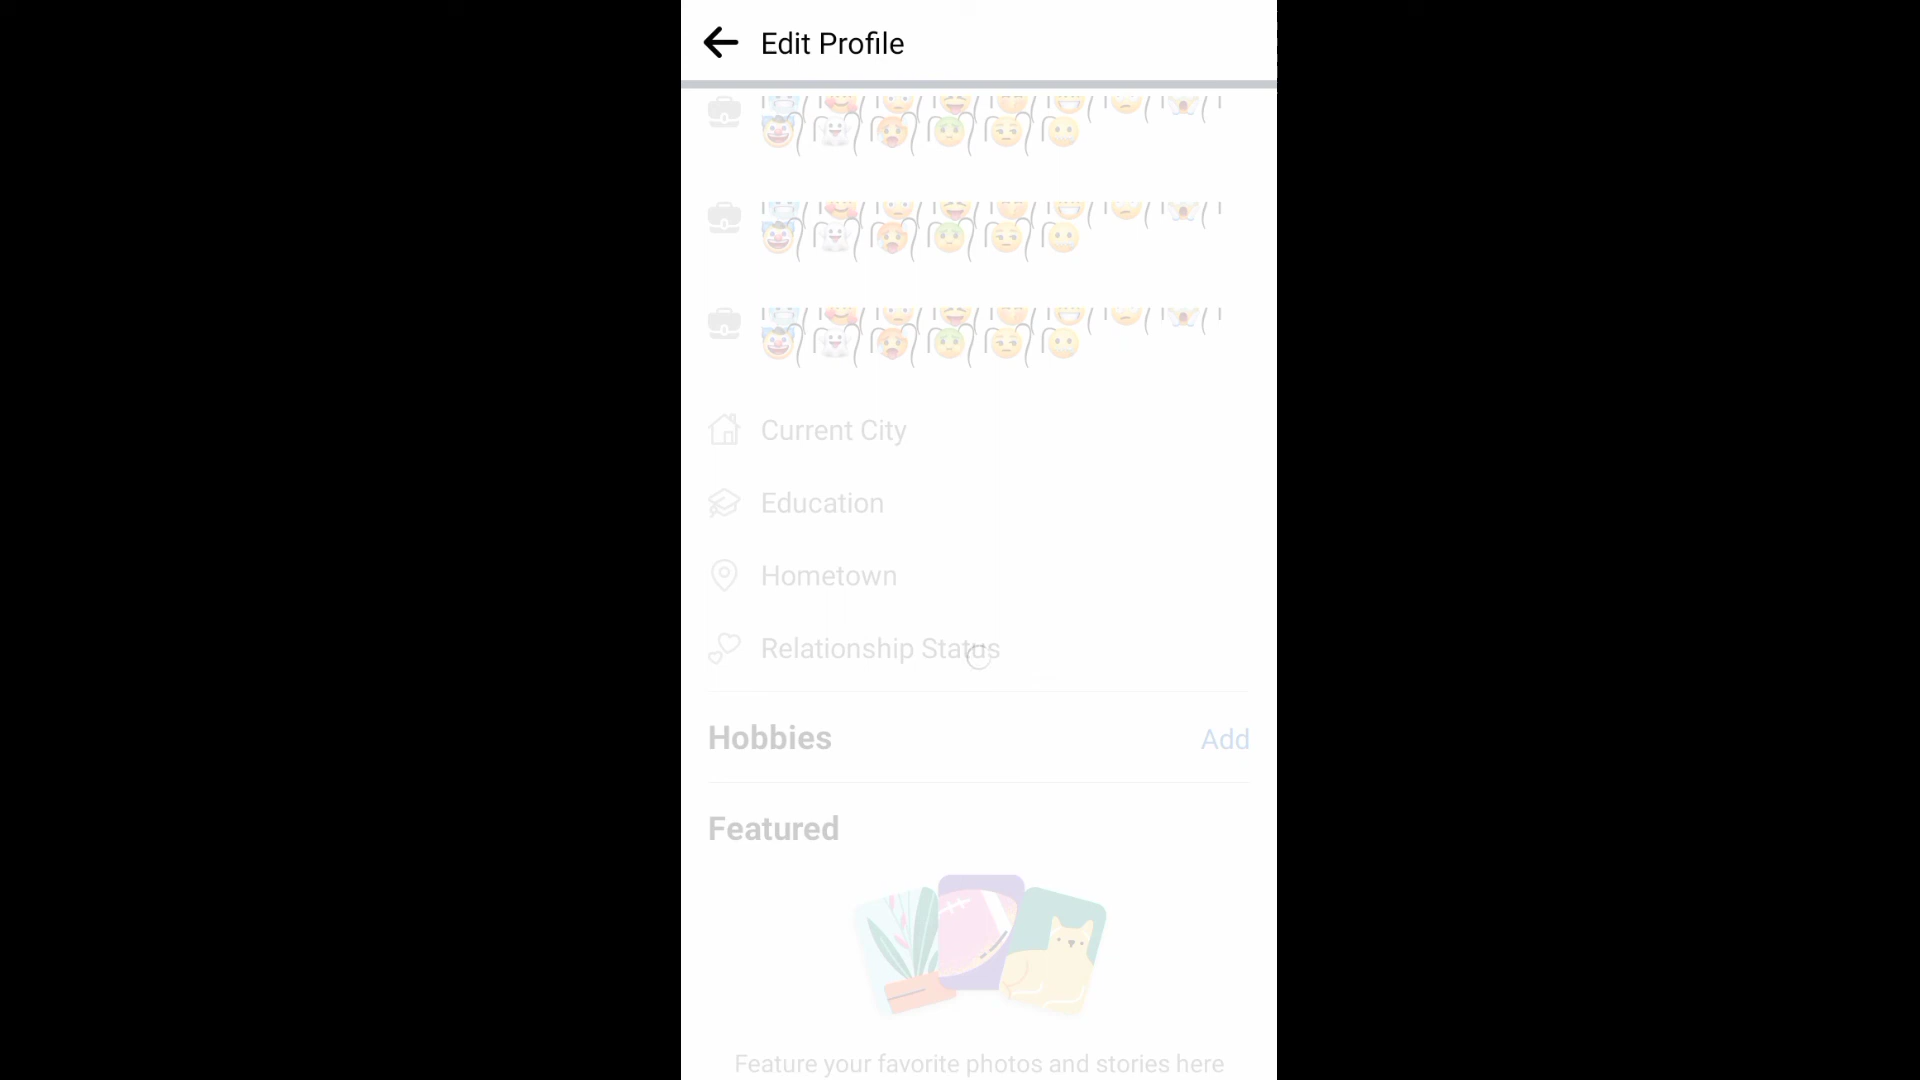 Edit Profile
Current City
Education
Hometown
Relationship Status
Hobbies
Add
Featured
Feature your favorite photos and stories here